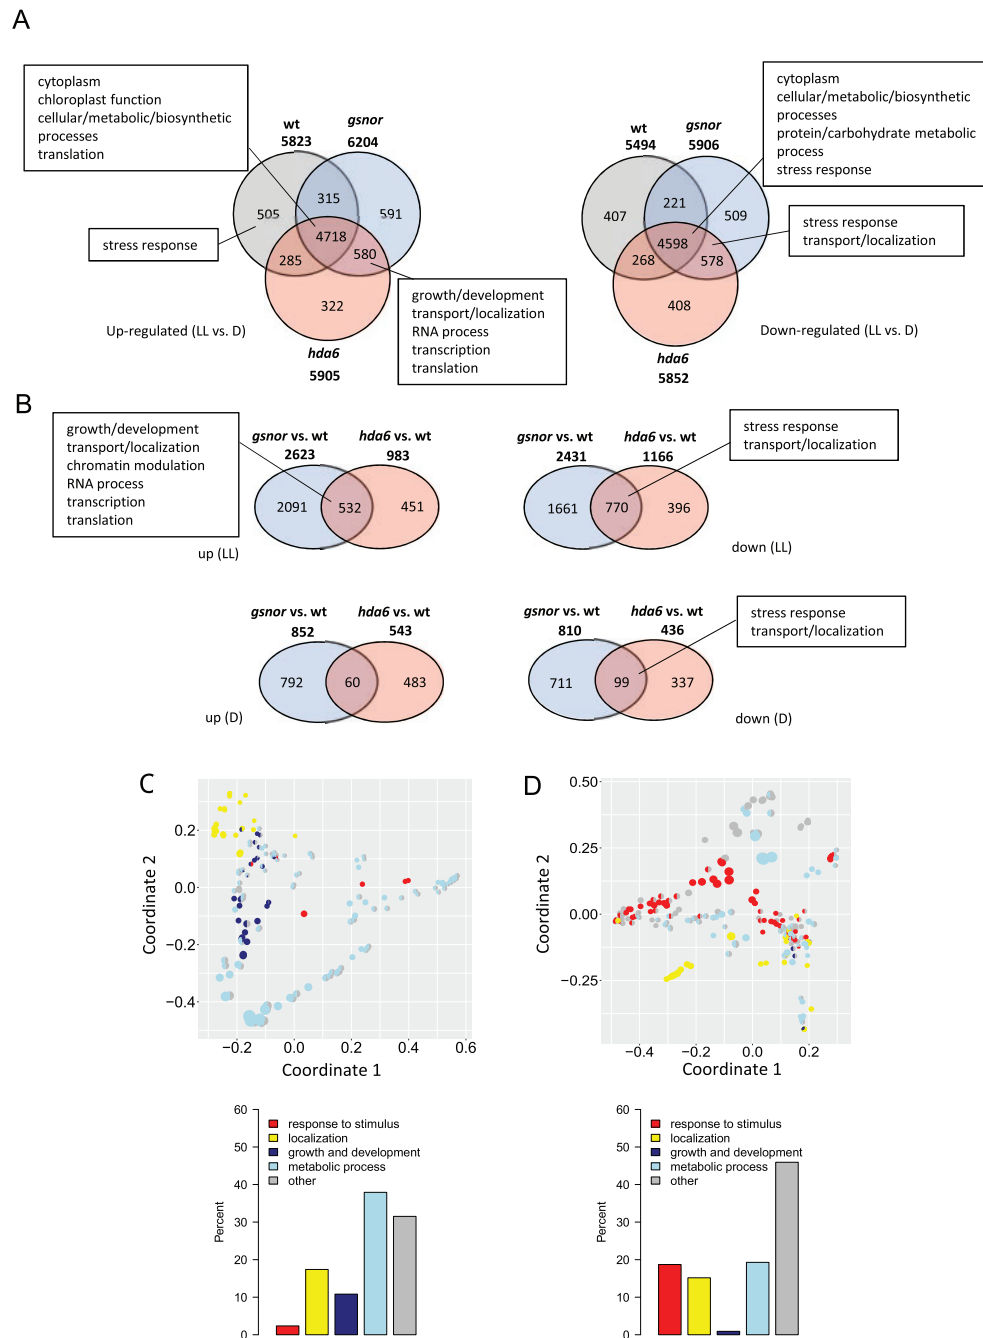 A
cytoplasm
chloroplast function
cellular/metabolic/biosynthetic
processes
translation
stress response
wt
5823
gsnor
6204
315
505
591
4718
285
580
322
Up-regulated (LL vs. D)
hda6
5905
growth/development
transport/localization
RNA process
transcription
translation
cytoplasm
cellular/metabolic/biosynthetic
processes
protein/carbohydrate metabolic
process
stress response
wt
5494
gsnor
5906
221
407
509
4598
268
578
408
stress response
transport/localization
Down-regulated (LL vs. D)
hda6
5852
B
growth/development
transport/localization
chromatin modulation
RNA process
transcription
translation
gsnor vs. wt
2623
hda6 vs. wt
983
2091
532
451
up (LL)
gsnor vs. wt
2431
hda6 vs. wt
1166
1661
770
396
down (LL)
stress response
transport/localization
gsnor vs. wt
852
hda6 vs. wt
543
792
60
483
up (D)
gsnor vs. wt
810
hda6 vs. wt
436
711
99
337
down (D)
stress response
transport/localization
C
Coordinate 2
0.2
0.0
−0.2
−0.4
−0.2
0.0
0.2
0.4
0.6
Coordinate 1
D
Coordinate 2
0.50
0.25
0.00
−0.25
−0.4
−0.2
0.0
0.2
Coordinate 1
Percent
60
50
40
30
20
10
0
response to stimulus
localization
growth and development
metabolic process
other
Percent
60
50
40
30
20
10
0
response to stimulus
localization
growth and development
metabolic process
other